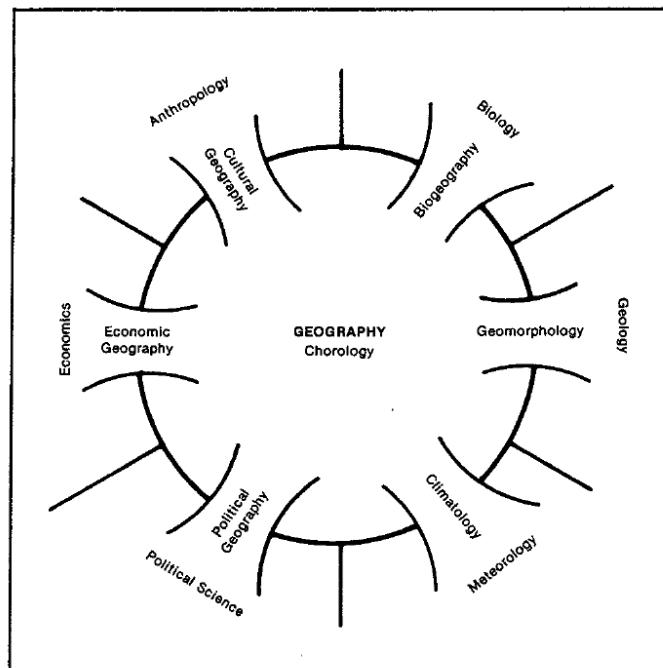 Anthropology
Biology
Cultural
Geography
Biogeography
Economics
Economic
Geography
GEOGRAPHY
Chorology
Geomorphology
Geology
Political
Geography
Climatology
Political Science
Meteorology